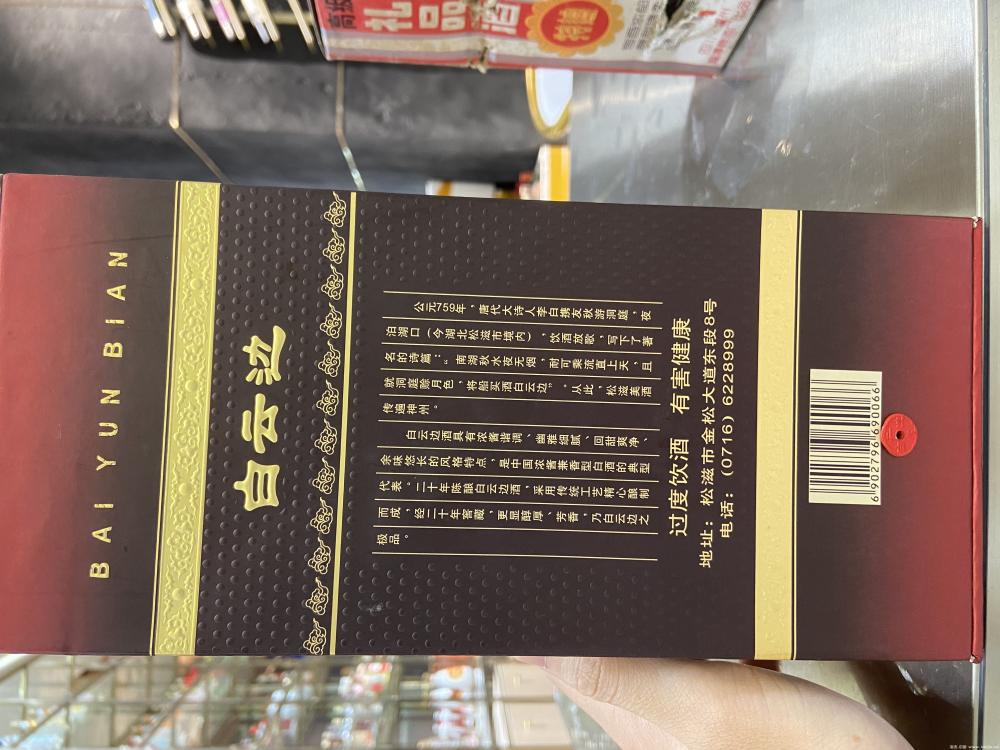 BAI YUN BIAN
白云边
公元759年，唐代大诗人李白携友秋游洞庭，夜
泊湖口（今湖北松滋市境内），饮酒放歌，写下了著
名的诗篇：“南湖秋水夜无烟，耐可乘流直上天，且
就洞庭赊月色，将船买酒白云边”。从此，松滋美酒
传遍神州。
白云边酒具有浓酱谐调、幽雅细腻、回甜爽净、
余味悠长的风格特点，是中国浓酱兼香型白酒的典型
代表。二十年陈酿白云边酒，采用传统工艺精心酿制
而成，经二十年窖藏，更显醇厚、芳香，乃白云边之
极品。
过度饮酒 有害健康
地址：松滋市金松大道东段8号
电话：(0716) 6228999
6 902796 690066
礼品酒